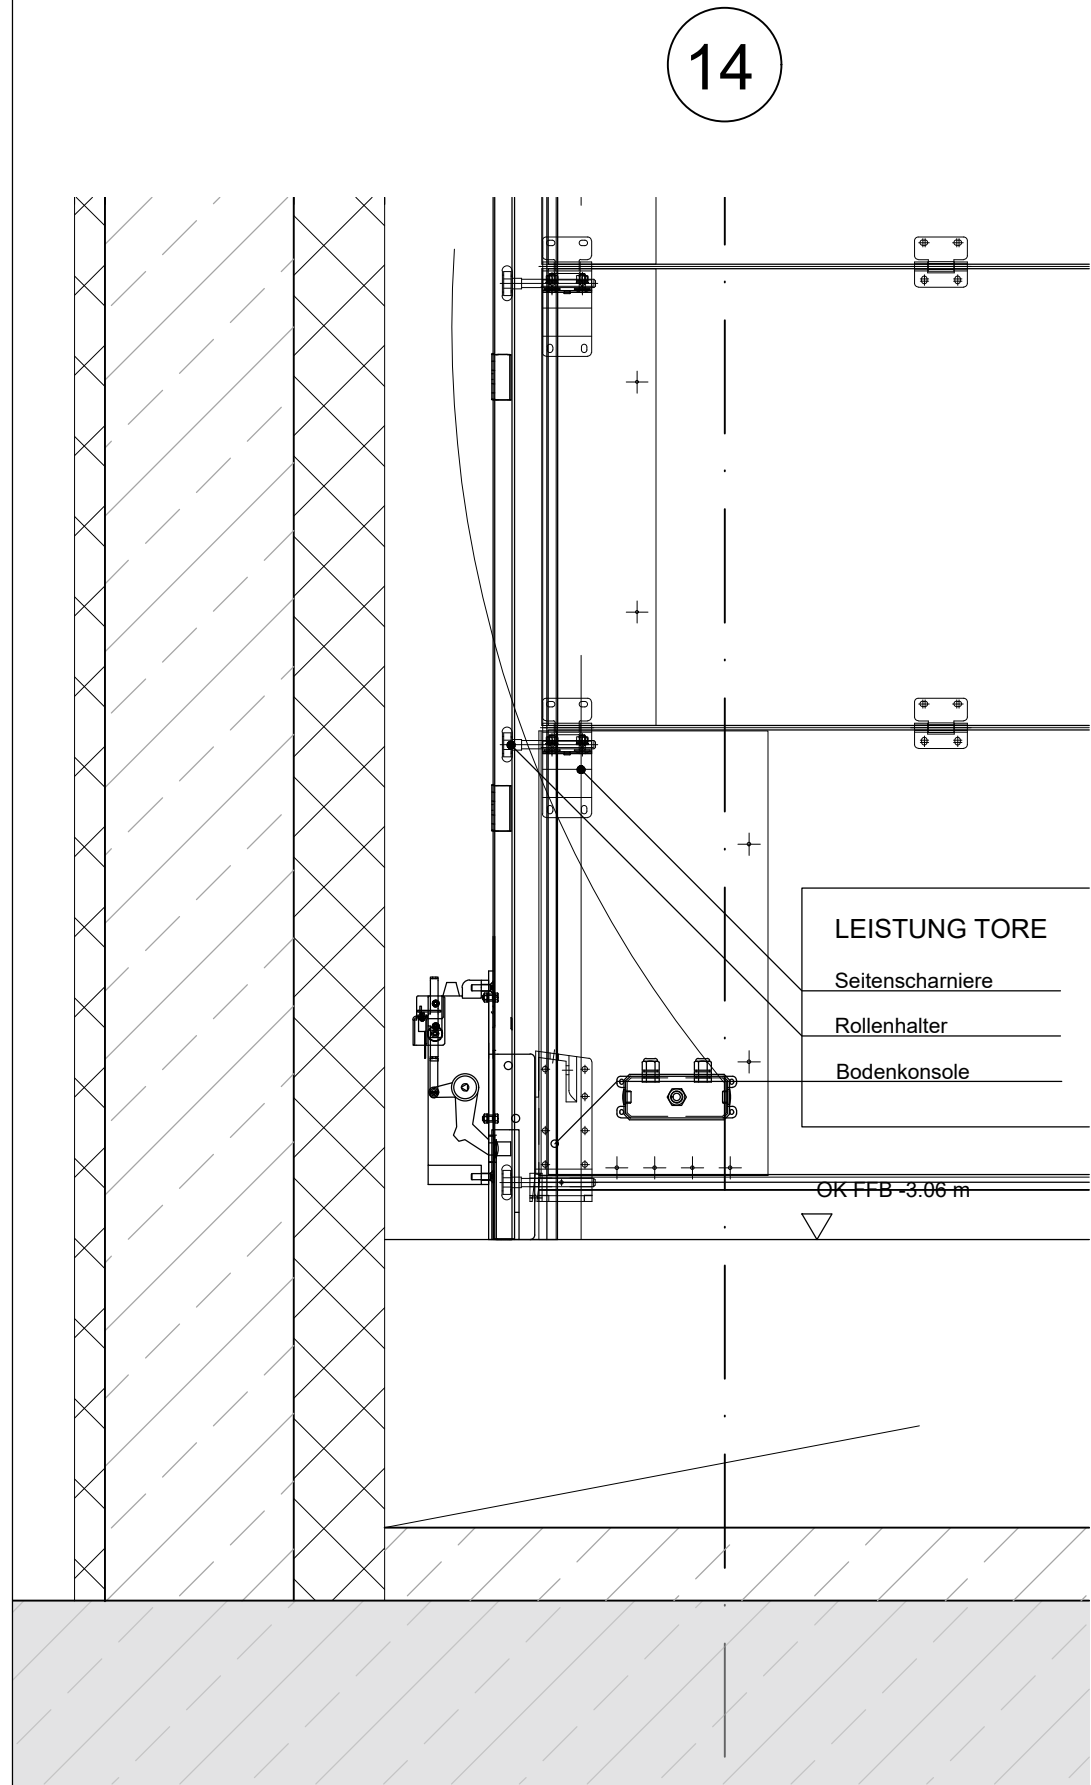 14
LEISTUNG TORE
Seitenscharniere
Rollenhalter
Bodenkonsole
OK FFB -3.06 m